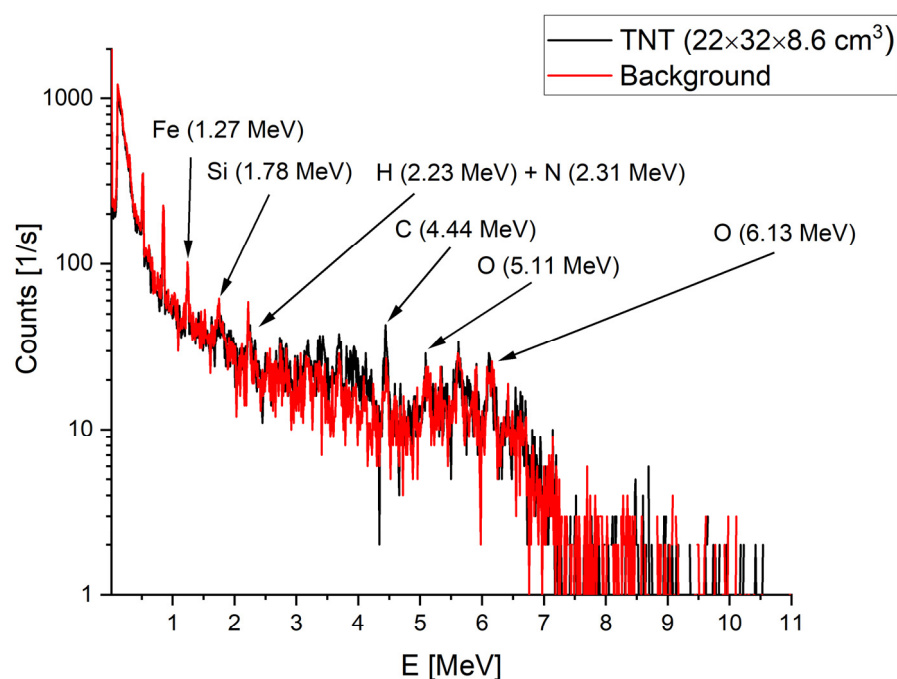 TNT (22×32×8.6 cm³)
Background
Fe (1.27 MeV)
Si (1.78 MeV)
H (2.23 MeV) + N (2.31 MeV)
C (4.44 MeV)
O (5.11 MeV)
O (6.13 MeV)
Counts [1/s]
1000
100
10
1
1 2 3 4 5 6 7 8 9 10 11
E [MeV]